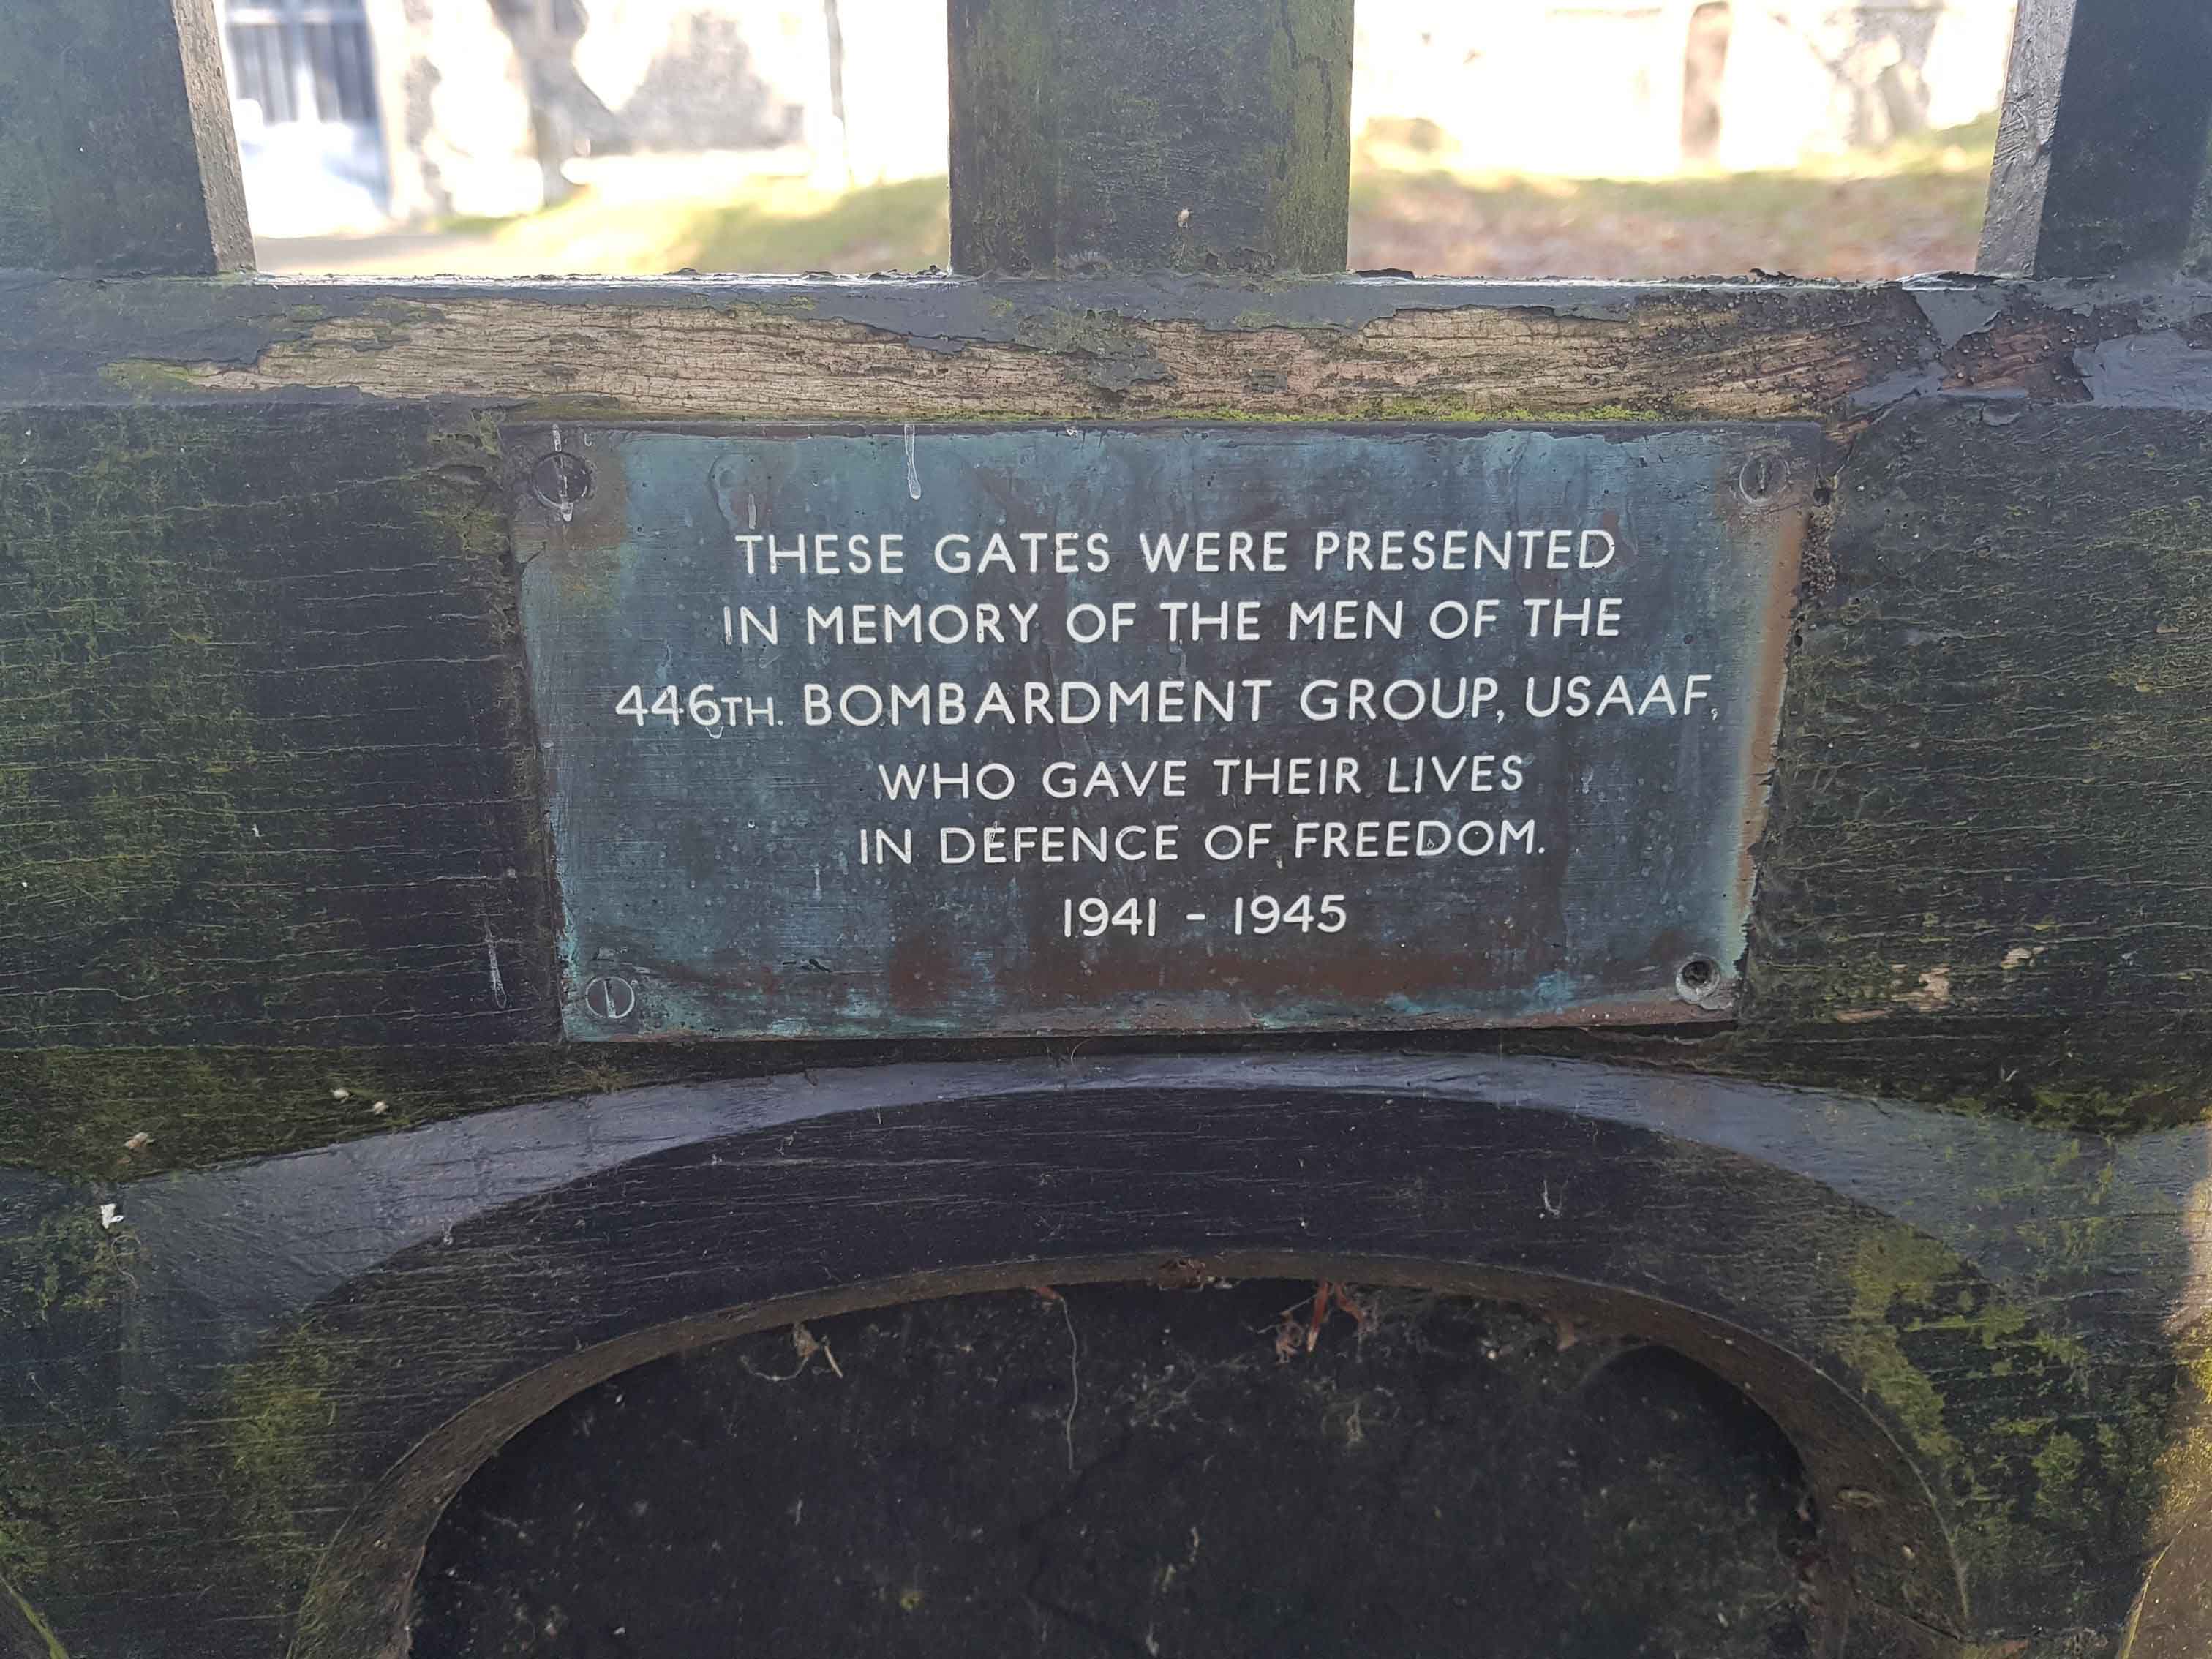 THESE GATES WERE PRESENTED
IN MEMORY OF THE MEN OF THE
446TH. BOMBARDMENT GROUP, USAAF,
WHO GAVE THEIR LIVES
IN DEFENCE OF FREEDOM.
1941 - 1945